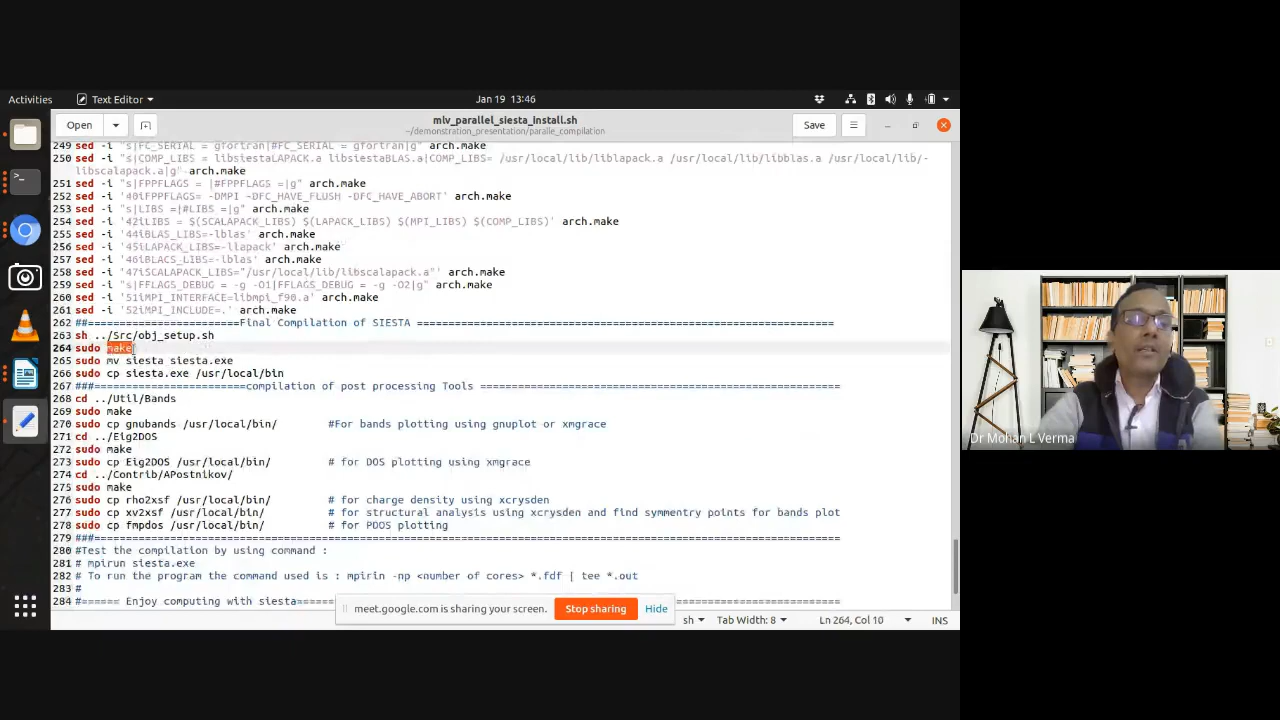 Activities
Text Editor
Jan 19 13:46
Open
mlv_parallel_siesta_install.sh
~/demonstration_presentation/paralle_compilation
Save
249 sed -i "s|FC_SERIAL = gfortran|#FC_SERIAL = gfortran|g" arch.make
250 sed -i "s|COMP_LIBS = libsiestaLAPACK.a libsiestaBLAS.a|COMP_LIBS= /usr/local/lib/liblapack.a /usr/local/lib/libblas.a /usr/local/lib/-
libscalapack.a|g" arch.make
251 sed -i "s|FPPFLAGS = |#FPPFLAGS =|g" arch.make
252 sed -i '40iFPPFLAGS= -DMPI -DFC_HAVE_FLUSH -DFC_HAVE_ABORT' arch.make
253 sed -i "s|LIBS =|#LIBS =|g" arch.make
254 sed -i '42iLIBS = $(SCALAPACK_LIBS) $(LAPACK_LIBS) $(MPI_LIBS) $(COMP_LIBS)' arch.make
255 sed -i '44iBLAS_LIBS=-lblas' arch.make
256 sed -i '45iLAPACK_LIBS=-llapack' arch.make
257 sed -i '46iBLACS_LIBS=-lblas' arch.make
258 sed -i '47iSCALAPACK_LIBS="/usr/local/lib/libscalapack.a"' arch.make
259 sed -i "s|FFLAGS_DEBUG = -g -O1|FFLAGS_DEBUG = -g -O2|g" arch.make
260 sed -i '51iMPI_INTERFACE=libmpi_f90.a' arch.make
261 sed -i '52iMPI_INCLUDE=.' arch.make
262 ##========================Final Compilation of SIESTA ==================================================================
263 sh ../Src/obj_setup.sh
264 sudo make
265 sudo mv siesta siesta.exe
266 sudo cp siesta.exe /usr/local/bin
267 ###========================compilation of post processing Tools =========================================================
268 cd ../Util/Bands
269 sudo make
270 sudo cp gnubands /usr/local/bin/ #For bands plotting using gnuplot or xmgrace
271 cd ../Eig2DOS
272 sudo make
273 sudo cp Eig2DOS /usr/local/bin/ # for DOS plotting using xmgrace
274 cd ../Contrib/APostnikov/
275 sudo make
276 sudo cp rho2xsf /usr/local/bin/ # for charge density using xcrysden
277 sudo cp xv2xsf /usr/local/bin/ # for structural analysis using xcrysden and find symmentry points for bands plot
278 sudo cp fmpdos /usr/local/bin/ # for PDOS plotting
279 ###======================================================================================================================
280 #Test the compilation by using command :
281 # mpirun siesta.exe
282 # To run the program the command used is : mpirin -np <number of cores> *.fdf | tee *.out
283 #
284 #====== Enjoy computing with siesta======
meet.google.com is sharing your screen.
Stop sharing
Hide
sh
Tab Width: 8
Ln 264, Col 10
INS
Dr Mohan L Verma